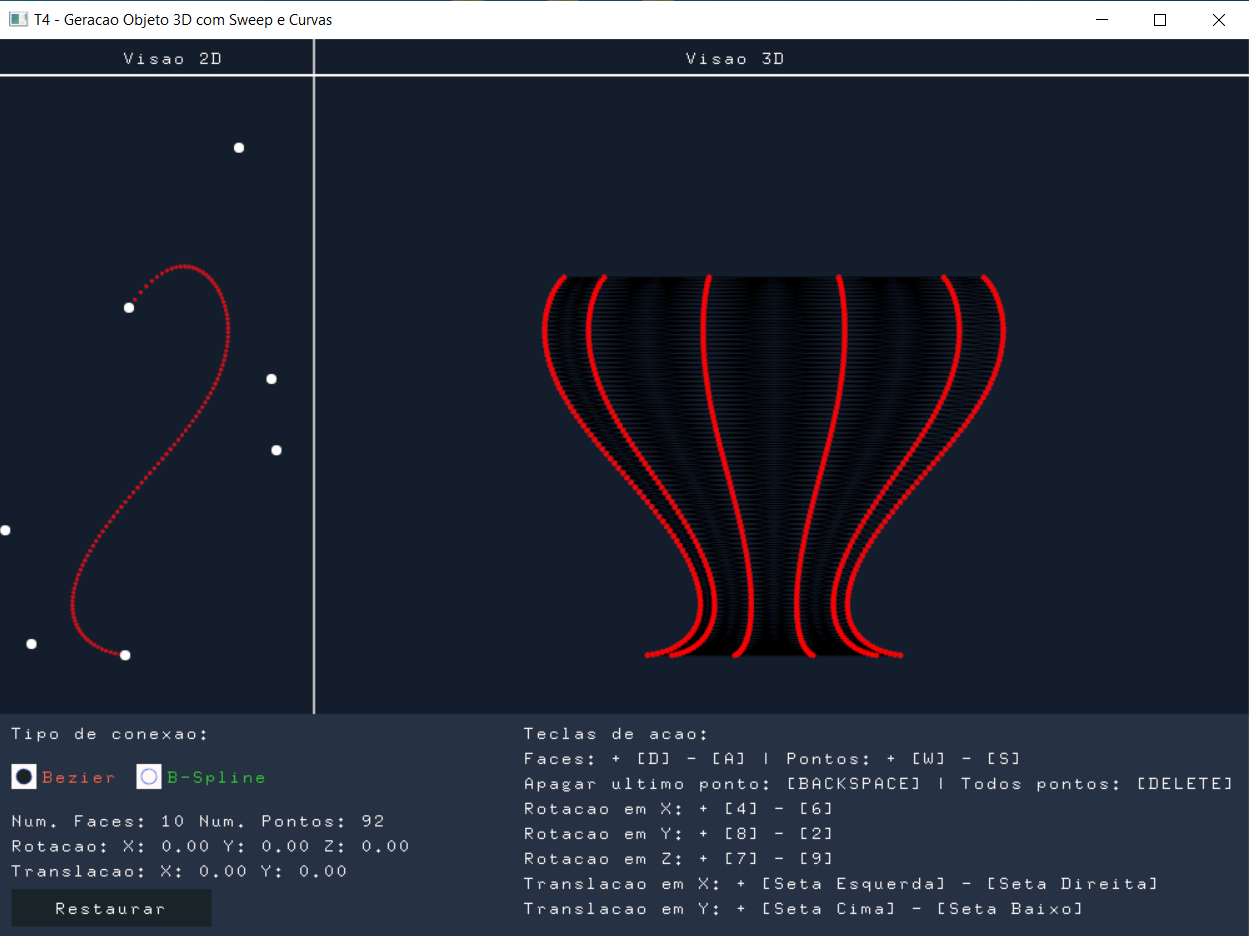 T4 - Geracao Objeto 3D com Sweep e Curvas
Visao 2D
Visao 3D
Tipo de conexao:
Bezier B-Spline
Num. Faces: 10 Num. Pontos: 92
Rotacao: X: 0.00 Y: 0.00 Z: 0.00
Translacao: X: 0.00 Y: 0.00
Restaurar
Teclas de acao:
Faces: + [D] - [A] | Pontos: + [W] - [S]
Apagar ultimo ponto: [BACKSPACE] | Todos pontos: [DELETE]
Rotacao em X: + [4] - [6]
Rotacao em Y: + [8] - [2]
Rotacao em Z: + [7] - [9]
Translacao em X: + [Seta Esquerda] - [Seta Direita]
Translacao em Y: + [Seta Cima] - [Seta Baixo]